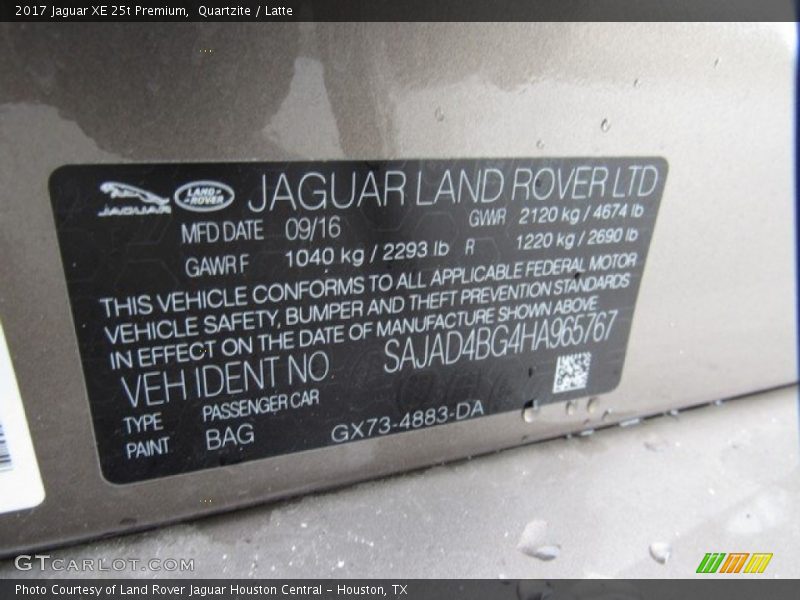 2017 Jaguar XE 25t Premium, Quartzite / Latte
JAGUAR LAND ROVER JAGUAR LAND ROVER LTD
MFD DATE 09/16 GVWR 2120 kg / 4674 lb
GAWR F 1040 kg / 2293 lb R 1220 kg / 2690 lb
THIS VEHICLE CONFORMS TO ALL APPLICABLE FEDERAL MOTOR
VEHICLE SAFETY, BUMPER AND THEFT PREVENTION STANDARDS
IN EFFECT ON THE DATE OF MANUFACTURE SHOWN ABOVE
VEH IDENT NO SAJAD4BG4HA965767
TYPE PASSENGER CAR
PAINT BAG GX73-4883-DA
GTCARLOT.COM
Photo Courtesy of Land Rover Jaguar Houston Central - Houston, TX